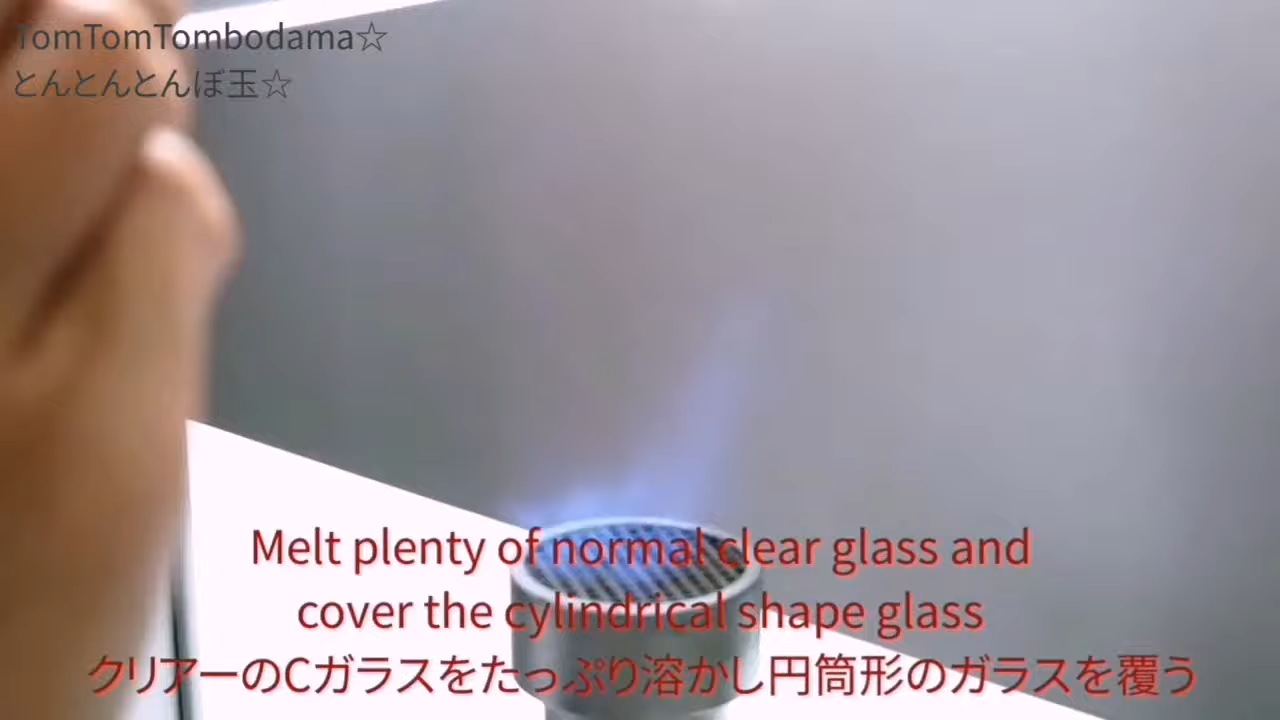 TomTomTombodama☆
とんとんとんぼ玉☆
Melt plenty of normal clear glass and
cover the cylindrical shape glass
クリアーのCガラスをたっぷり溶かし円筒形のガラスを覆う